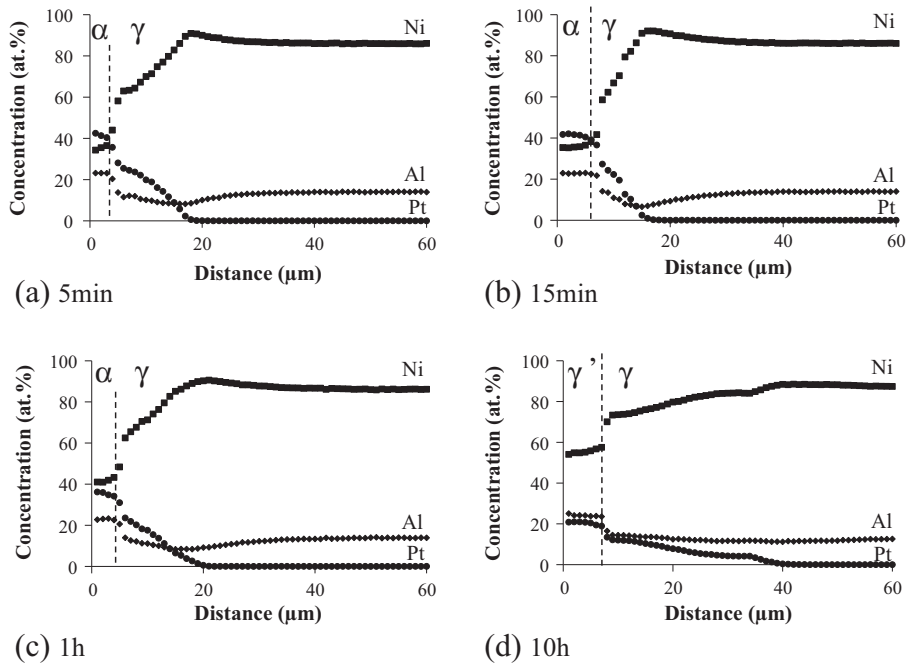 100
80
60
40
20
0
Concentration (at.%)
α
γ
Ni
Al
Pt
0
20
40
60
Distance (μm)
(a) 5min
100
80
60
40
20
0
Concentration (at.%)
α
γ
Ni
Al
Pt
0
20
40
60
Distance (μm)
(b) 15min
100
80
60
40
20
0
Concentration (at.%)
α
γ
Ni
Al
Pt
0
20
40
60
Distance (μm)
(c) 1h
100
80
60
40
20
0
Concentration (at.%)
γ’
γ
Ni
Al
Pt
0
20
40
60
Distance (μm)
(d) 10h